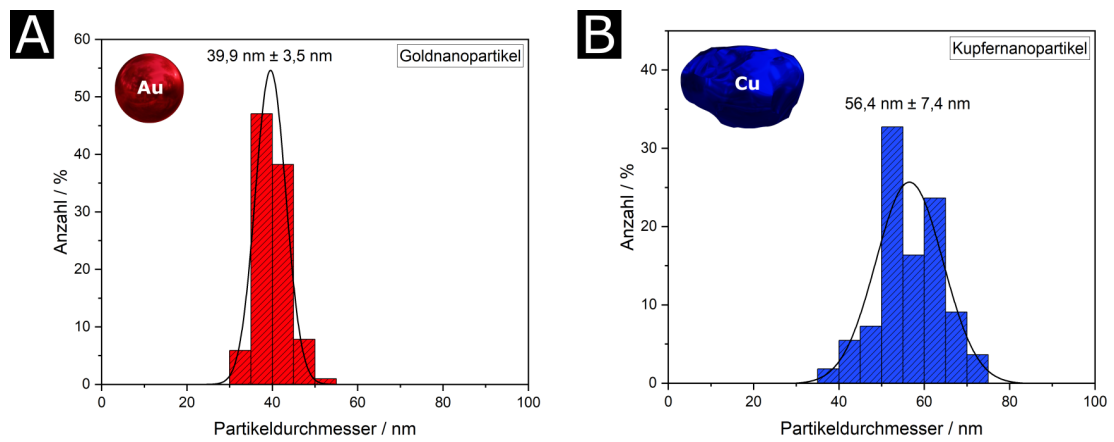 A
39,9 nm ± 3,5 nm
Goldnanopartikel
Au
60
50
40
30
20
10
0
Anzahl / %
0 20 40 60 80 100
Partikeldurchmesser / nm
B
Kupfernanopartikel
Cu
56,4 nm ± 7,4 nm
40
30
20
10
0
Anzahl / %
0 20 40 60 80 100
Partikeldurchmesser / nm